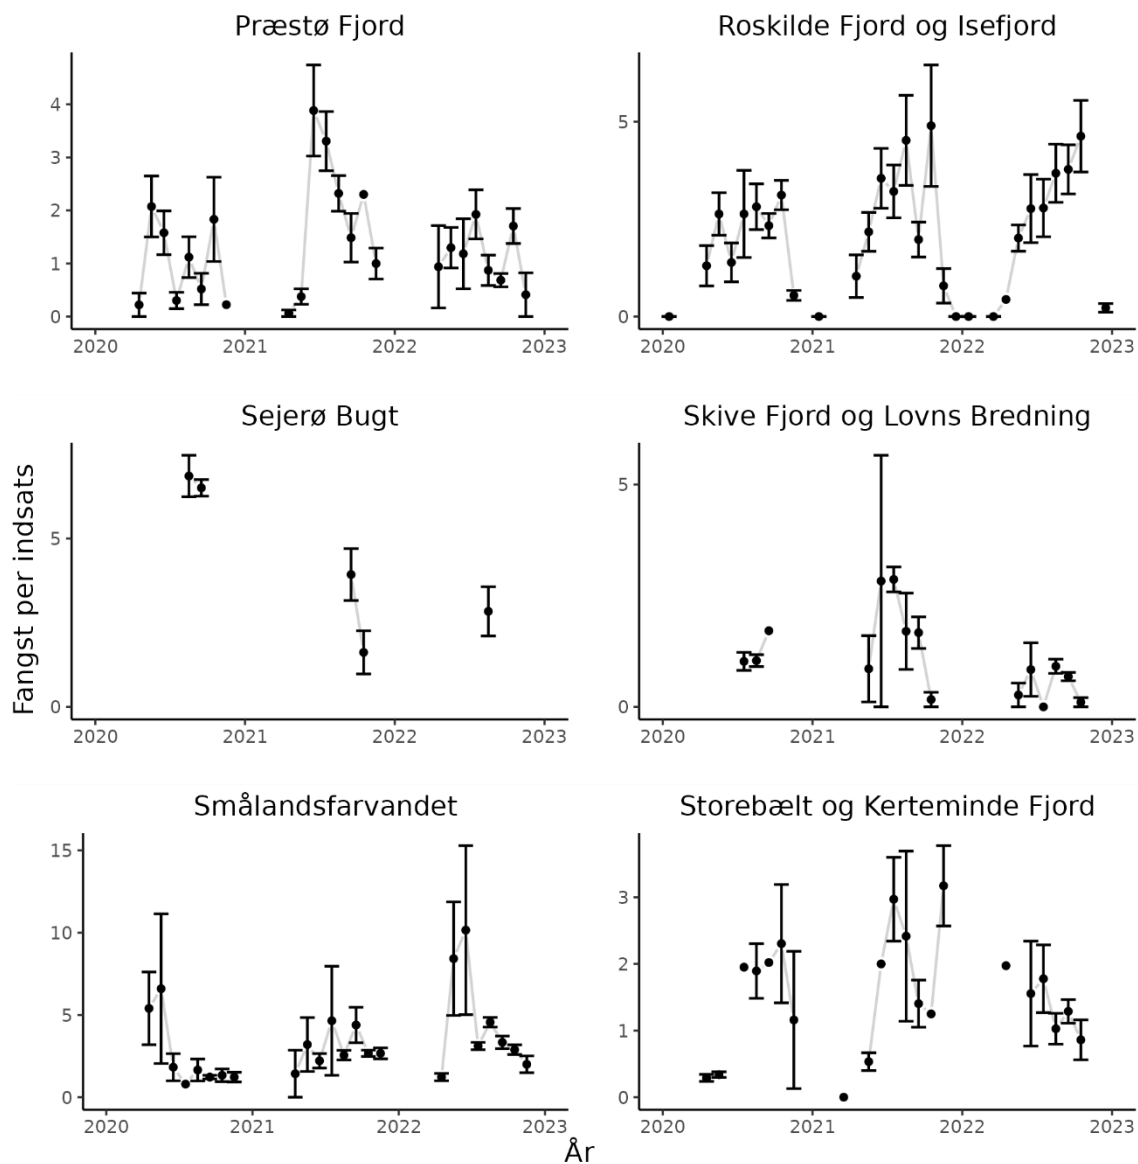 Præstø Fjord
Roskilde Fjord og Isefjord
4
3
2
1
0
5
0
2020 2021 2022 2023
2020 2021 2022 2023
Sejerø Bugt
Skive Fjord og Lovns Bredning
Fangst per indsats
5
0
5
0
2020 2021 2022 2023
2020 2021 2022 2023
Smålandsfarvandet
Storebælt og Kerteminde Fjord
15
10
5
0
3
2
1
0
2020 2021 2022 2023
2020 2021 2022 2023
År